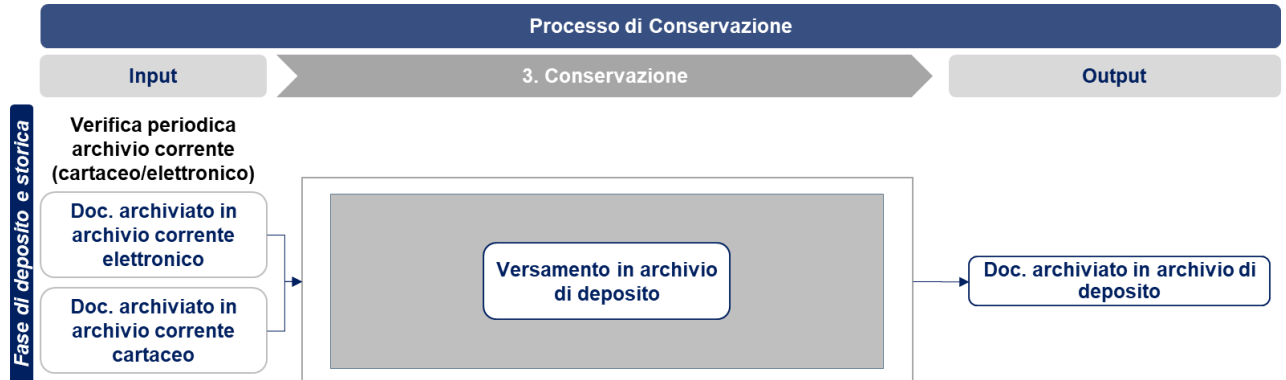 Processo di Conservazione
Input
3. Conservazione
Output
Fase di deposito e storica
Verifica periodica
archivio corrente
(cartaceo/elettronico)
Doc. archiviato in
archivio corrente
elettronico
Doc. archiviato in
archivio corrente
cartaceo
Versamento in archivio
di deposito
Doc. archiviato in archivio di
deposito